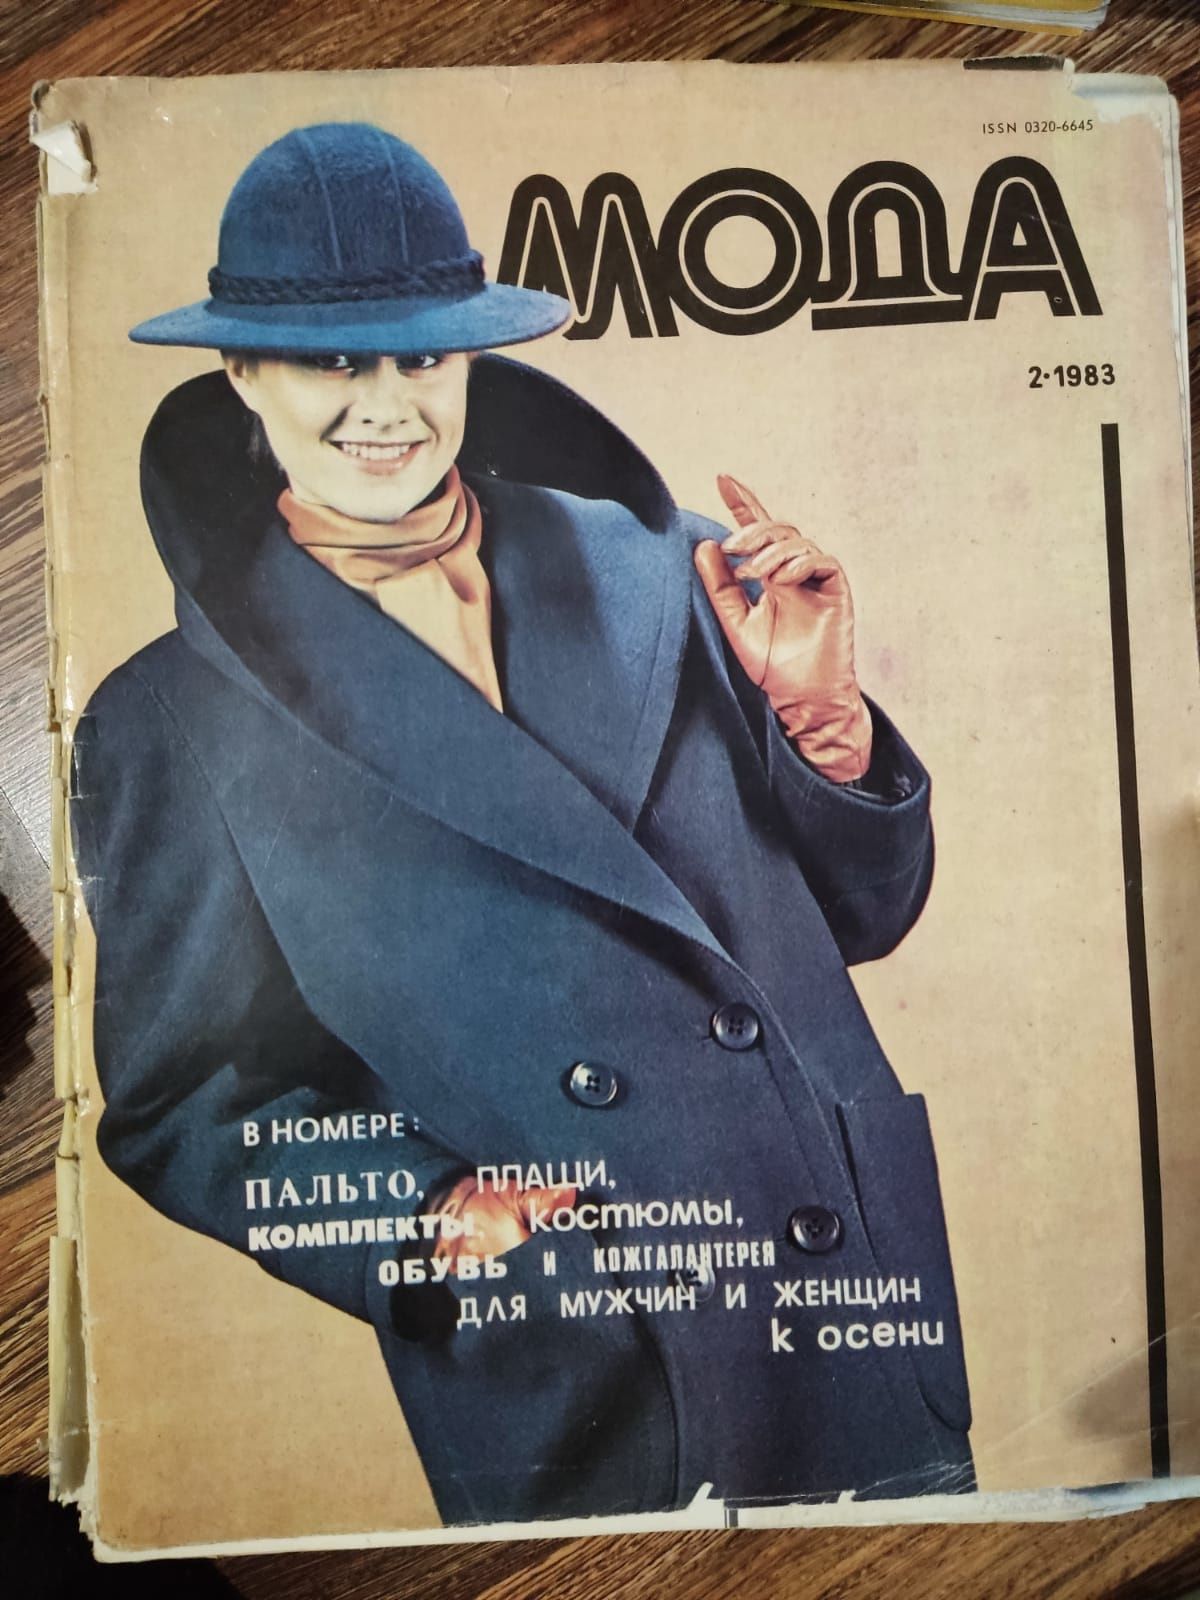 ISSN 0320-6645
МОДА
2·1983
В НОМЕРЕ:
ПАЛЬТО, ПЛАЩИ,
КОМПЛЕКТЫ, КОСТЮМЫ,
ОБУВЬ И КОЖГАЛАНТЕРЕЯ
ДЛЯ МУЖЧИН И ЖЕНЩИН
К ОСЕНИ